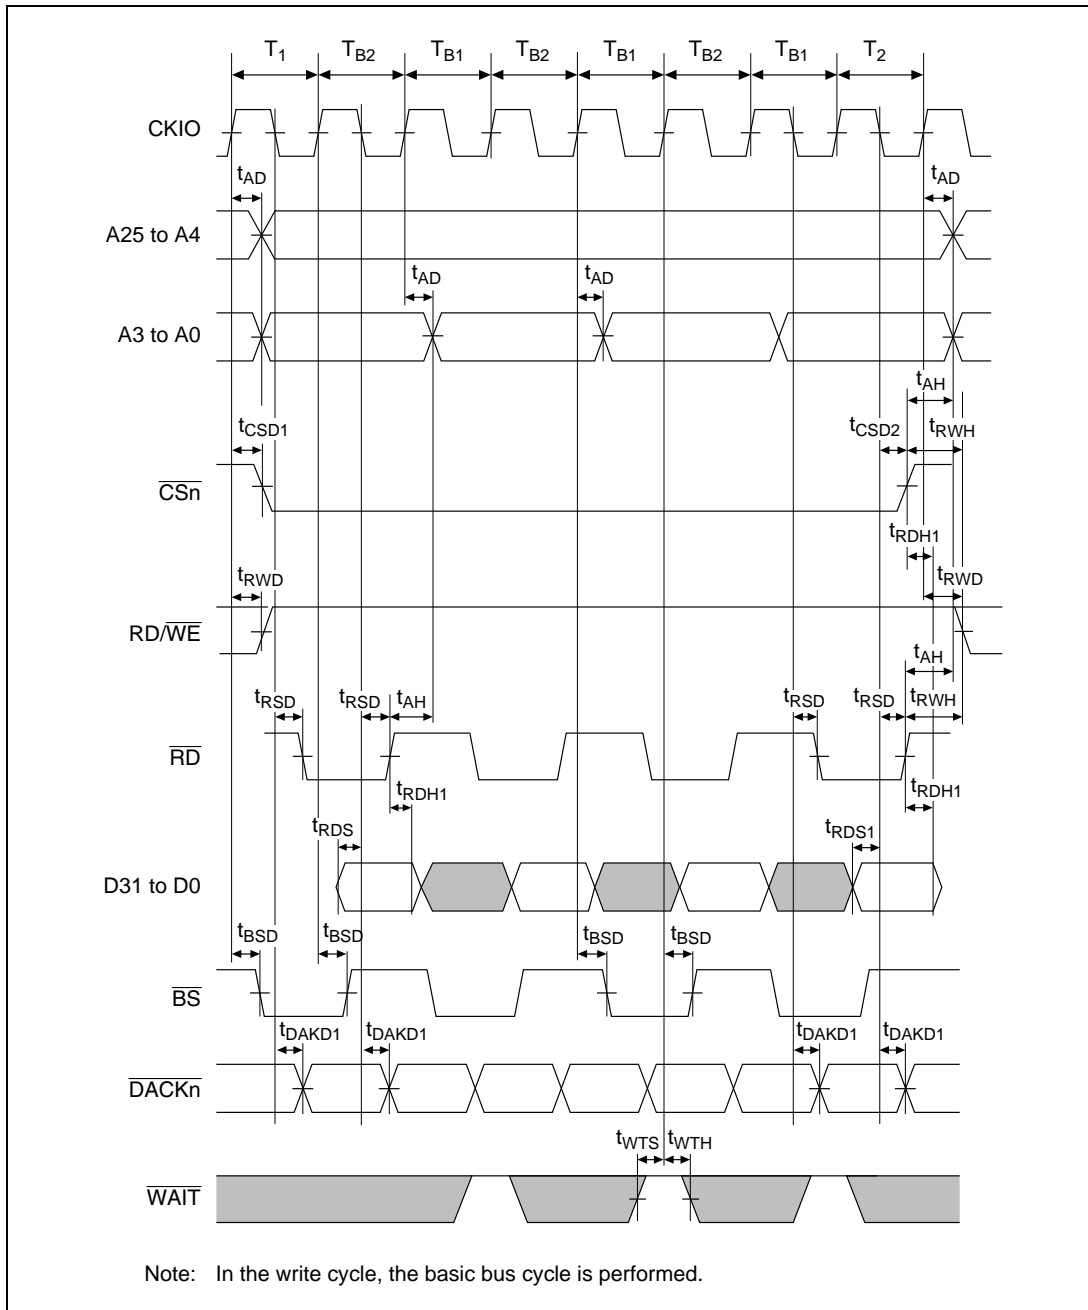 T1 TB2 TB1 TB2 TB1 TB2 TB1 T2
CKIO
tAD tAD
A25 to A4
tAD tAD
A3 to A0
tAH
tCSD1 tCSD2 tRWH
CSn
tRDH1
tRWD tRWD
RD/WE
tAH
tRSD tRSD tAH tRSD tRSD tRWH
RD
tRDH1 tRDH1
tRDS tRDS1
D31 to D0
tBSD tBSD tBSD tBSD
BS
tDAKD1 tDAKD1 tDAKD1 tDAKD1
DACKn
tWTS tWTH
WAIT
Note: In the write cycle, the basic bus cycle is performed.